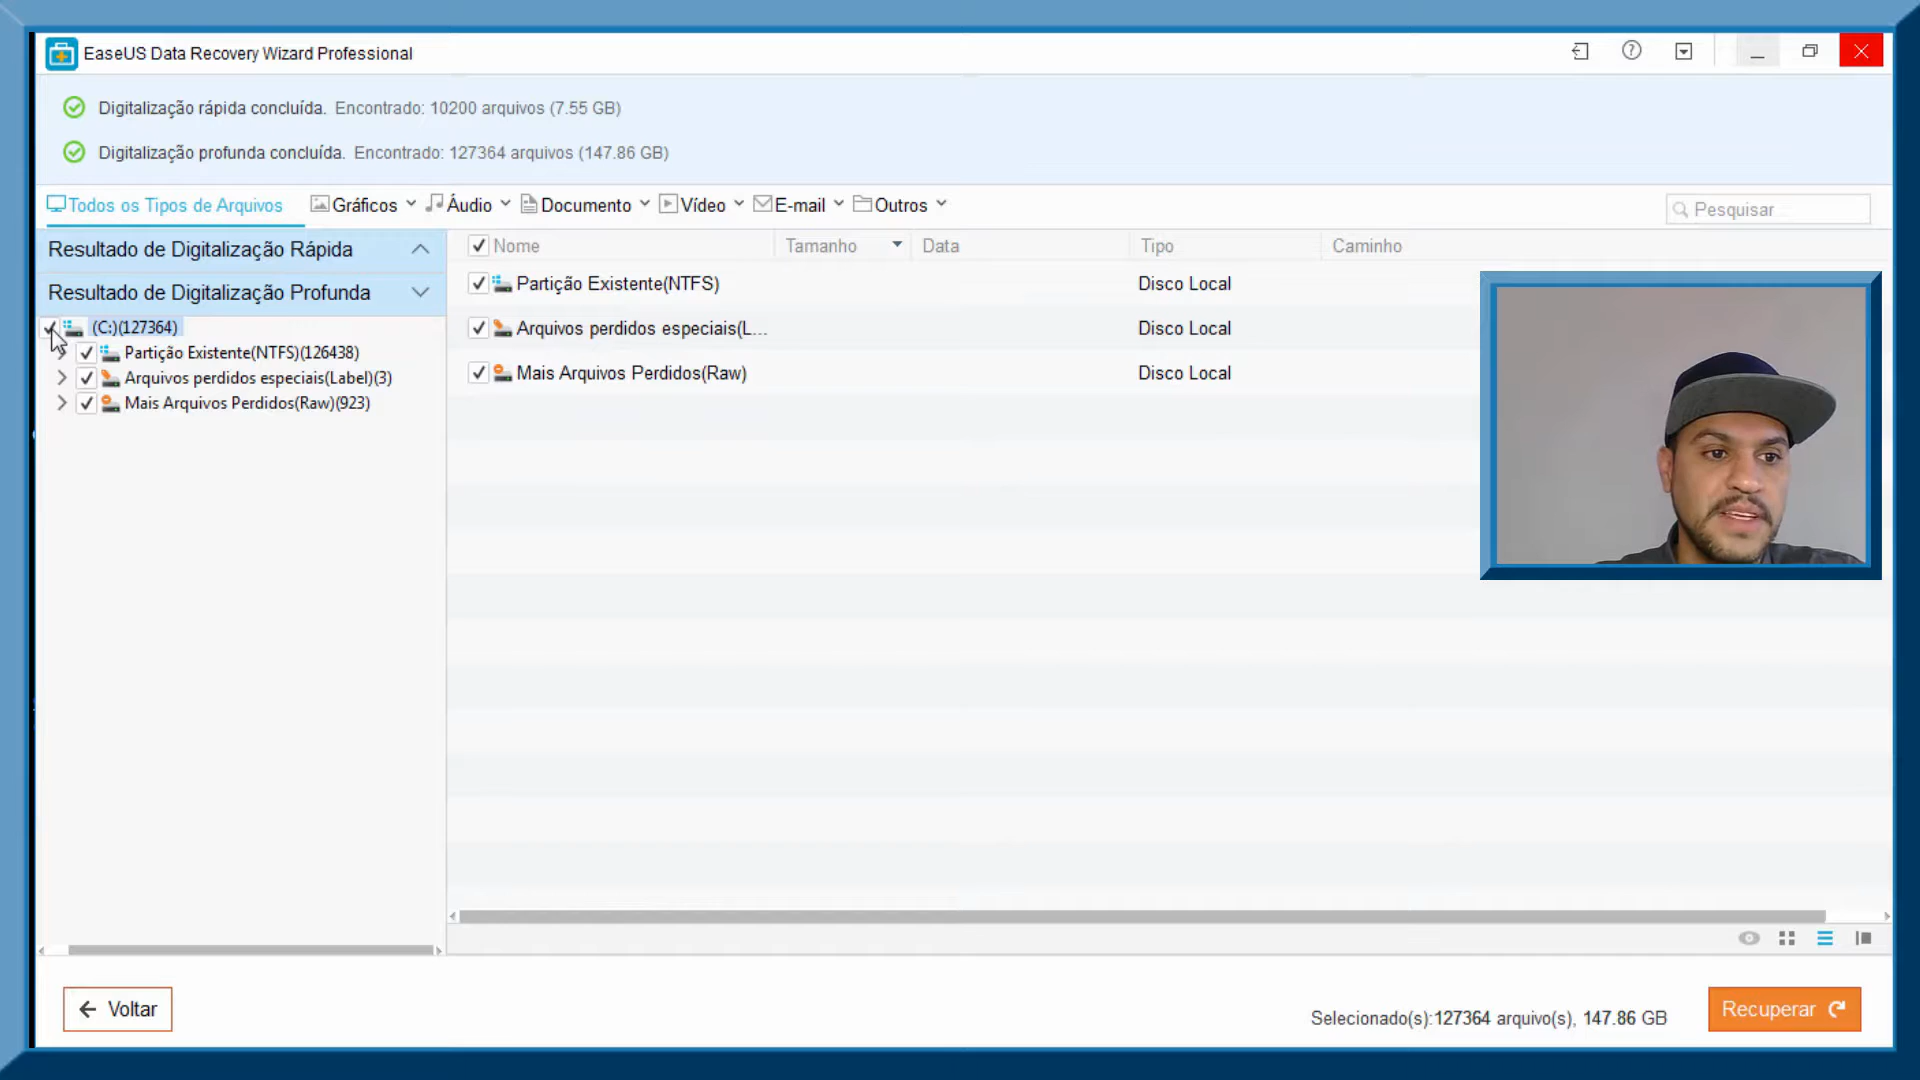 EaseUS Data Recovery Wizard Professional
Digitalização rápida concluída. Encontrado: 10200 arquivos (7.55 GB)
Digitalização profunda concluída. Encontrado: 127364 arquivos (147.86 GB)
Todos os Tipos de Arquivos Gráficos Áudio Documento Vídeo E-mail Outros Pesquisar
Resultado de Digitalização Rápida
Resultado de Digitalização Profunda
(C:)(127364)
Partição Existente(NTFS)(126438)
Arquivos perdidos especiais(Label)(3)
Mais Arquivos Perdidos(Raw)(923)
Nome Tamanho Data Tipo Caminho
Partição Existente(NTFS) Disco Local
Arquivos perdidos especiais(L... Disco Local
Mais Arquivos Perdidos(Raw) Disco Local
Voltar
Selecionado(s):127364 arquivo(s), 147.86 GB
Recuperar